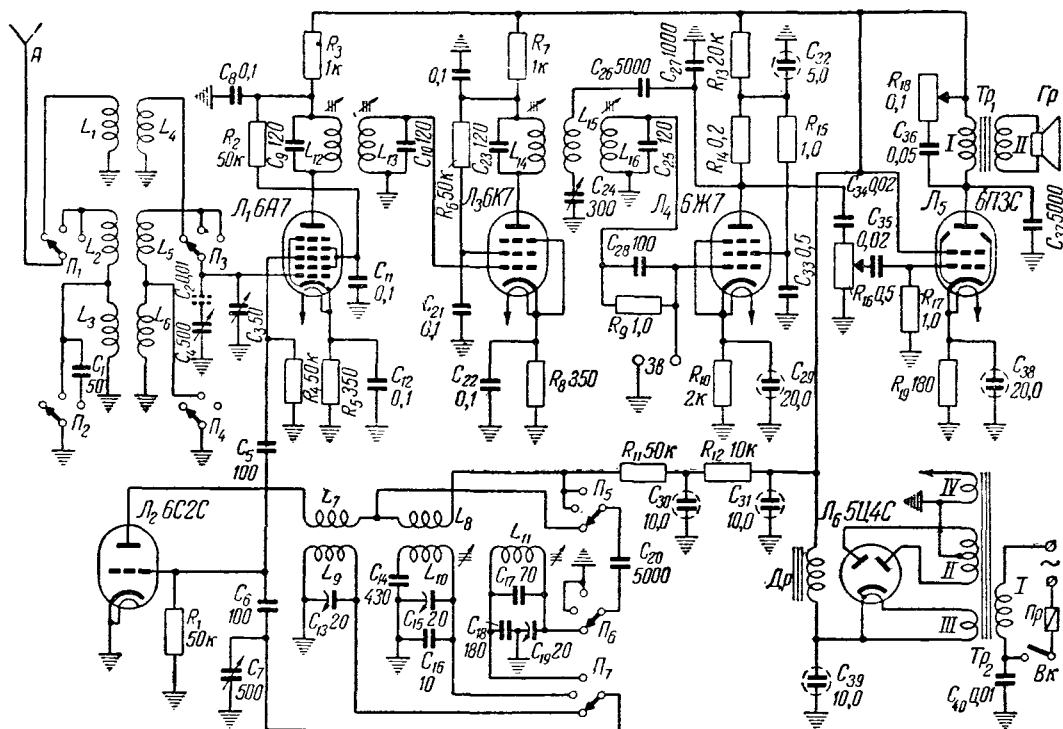 A
R₃
1к
C₈ 0,1
R₂
50к
C₉ 120
L₁₂
L₁₃
C₁₀ 120
0,1
R₇
1к
R₆ 50к
C₂₃ 120
L₁₄
L₁₅
C₂₆ 5000
C₂₇ 1000
R₁₃ 20к
C₃₂
5,0
L₁₆
C₂₅ 120
C₂₄
300
R₁₄ 0,2
R₁₅
1,0
R₁₈
0,1
C₃₆
0,05
Тр₁
I
II
Гр
L₁
L₄
Л₁ 6А7
Л₃ 6К7
Л₄ 6Ж7
Л₅
6П3С
C₃₄ 0,02
C₃₅
0,02
C₃₇ 5000
П₁
L₂
L₅
П₃
L₃
L₆
C₁
50
C₄ 500
C₃ 50
C₁₁
0,1
C₂₁
0,1
C₂₈ 100
R₉ 1,0
Зв
C₃₃ 0,5
R₁₆ 0,5
R₁₇
1,0
П₂
П₄
R₄ 50к
R₅ 350
C₁₂
0,1
C₂₂
0,1
R₈ 350
R₁₀
2к
C₂₉
20,0
R₁₉ 180
C₃₈
20,0
C₅
100
R₁₁ 50к
R₁₂ 10к
C₃₀
10,0
C₃₁
10,0
Л₂ 6С2С
L₇
L₈
П₅
C₂₀
5000
Л₆ 5Ц4С
IV
II
III
I
~
Пр
Вк
Др
Тр₂
C₄₀ 0,01
C₃₉
10,0
R₁
50к
C₆
100
C₇
500
L₉
C₁₃ 20
C₁₄
430
L₁₀
C₁₅ 20
C₁₆
10
L₁₁
C₁₇ 70
C₁₈
180
C₁₉ 20
П₆
П₇